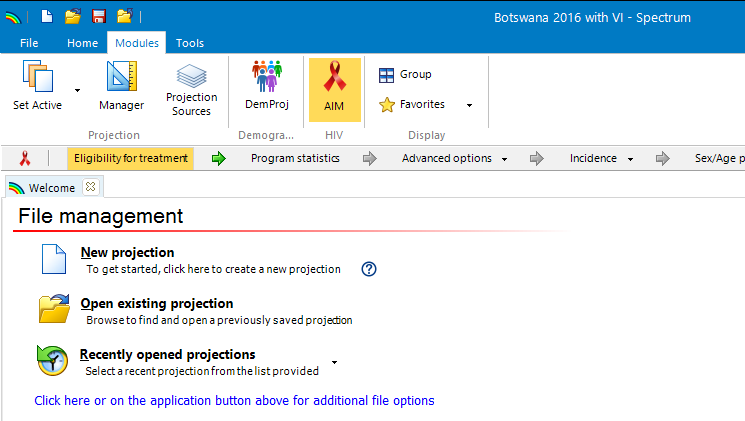 Botswana 2016 with VI - Spectrum
File Home Modules Tools
Set Active Manager Projection Sources DemProj AIM Group Favorites
Projection Demogra... HIV Display
Eligibility for treatment Program statistics Advanced options Incidence Sex/Age p
Welcome
File management
New projection
To get started, click here to create a new projection
Open existing projection
Browse to find and open a previously saved projection
Recently opened projections
Select a recent projection from the list provided
Click here or on the application button above for additional file options